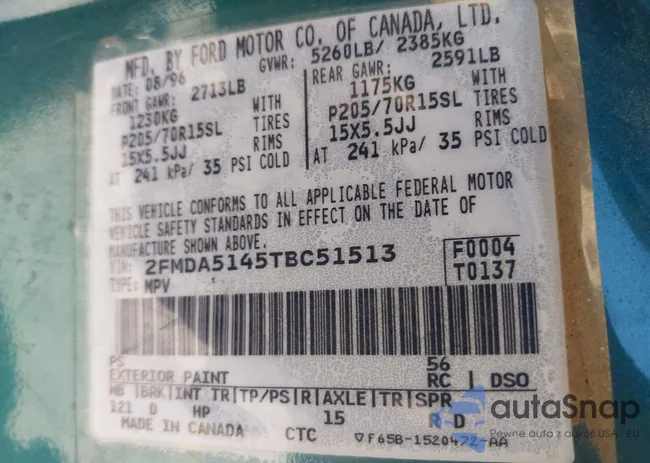 MFD. BY FORD MOTOR CO. OF CANADA, LTD.
DATE: 08/96 GVWR: 5260LB/ 2385KG
FRONT GAWR: 2713LB REAR GAWR: 2591LB
1230KG WITH 1175KG WITH
P205/70R15SL TIRES P205/70R15SL TIRES
15X5.5JJ RIMS 15X5.5JJ RIMS
AT 241 kPa/ 35 PSI COLD AT 241 kPa/ 35 PSI COLD
THIS VEHICLE CONFORMS TO ALL APPLICABLE FEDERAL MOTOR
VEHICLE SAFETY STANDARDS IN EFFECT ON THE DATE OF
MANUFACTURE SHOWN ABOVE.
VIN: 2FMDA5145TBC51513 F0004
TYPE: MPV T0137
PS 56
EXTERIOR PAINT RC DSO
WB BRK INT TR TP/PS R AXLE TR SPR
121 D HP 15 R D
MADE IN CANADA CTC ▽F65B-1520472-AA
autaSnap
Pewne auta z aukcji USA - EU